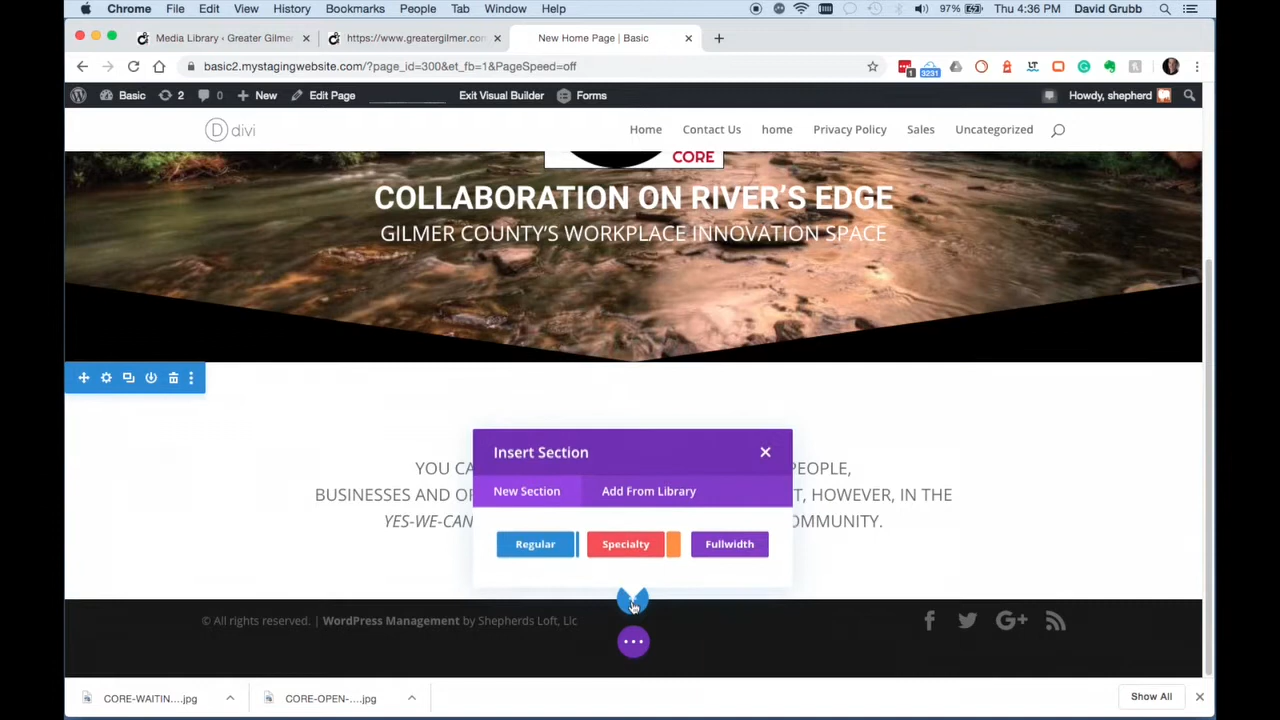 Chrome File Edit View History Bookmarks People Tab Window Help 97% Thu 4:36 PM David Grubb
Media Library ‹ Greater Gilmer × https://www.greatergilmer.com × New Home Page | Basic × +
basic2.mystagingwebsite.com/?page_id=300&et_fb=1&PageSpeed=off 1 3231 LT
Basic 2 0 + New Edit Page Exit Visual Builder Forms Howdy, shepherd
D divi Home Contact Us home Privacy Policy Sales Uncategorized
CORE
COLLABORATION ON RIVER'S EDGE
GILMER COUNTY'S WORKPLACE INNOVATION SPACE
Insert Section ×
New Section Add From Library
YOU CA PEOPLE,
BUSINESSES AND T, HOWEVER, IN THE
YES-WE-CAN OMMUNITY.
Regular Specialty Fullwidth
© All rights reserved. | WordPress Management by Shepherds Loft, Llc
CORE-WAITIN....jpg CORE-OPEN-....jpg Show All ×